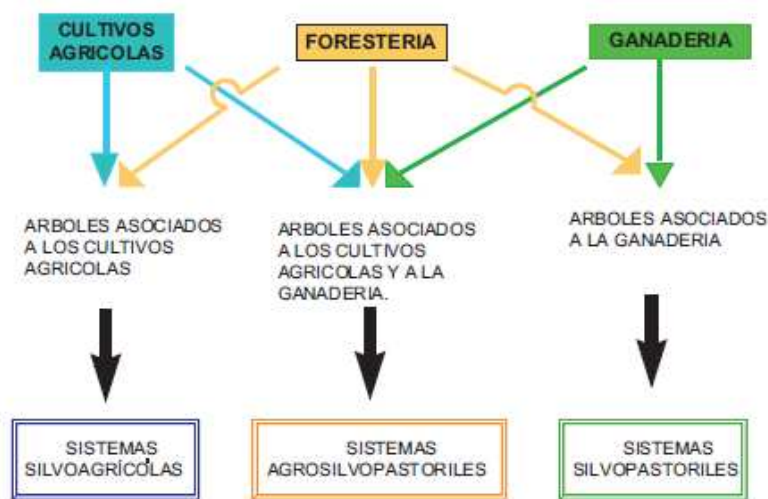 CULTIVOS
AGRICOLAS
FORESTERIA
GANADERIA
ARBOLES ASOCIADOS
A LOS CULTIVOS
AGRICOLAS
ARBOLES ASOCIADOS
A LOS CULTIVOS
AGRICOLAS Y A LA
GANADERIA.
ARBOLES ASOCIADOS
A LA GANADERIA
SISTEMAS
SILVOAGRÍCOLAS
SISTEMAS
AGROSILVOPASTORILES
SISTEMAS
SILVOPASTORILES